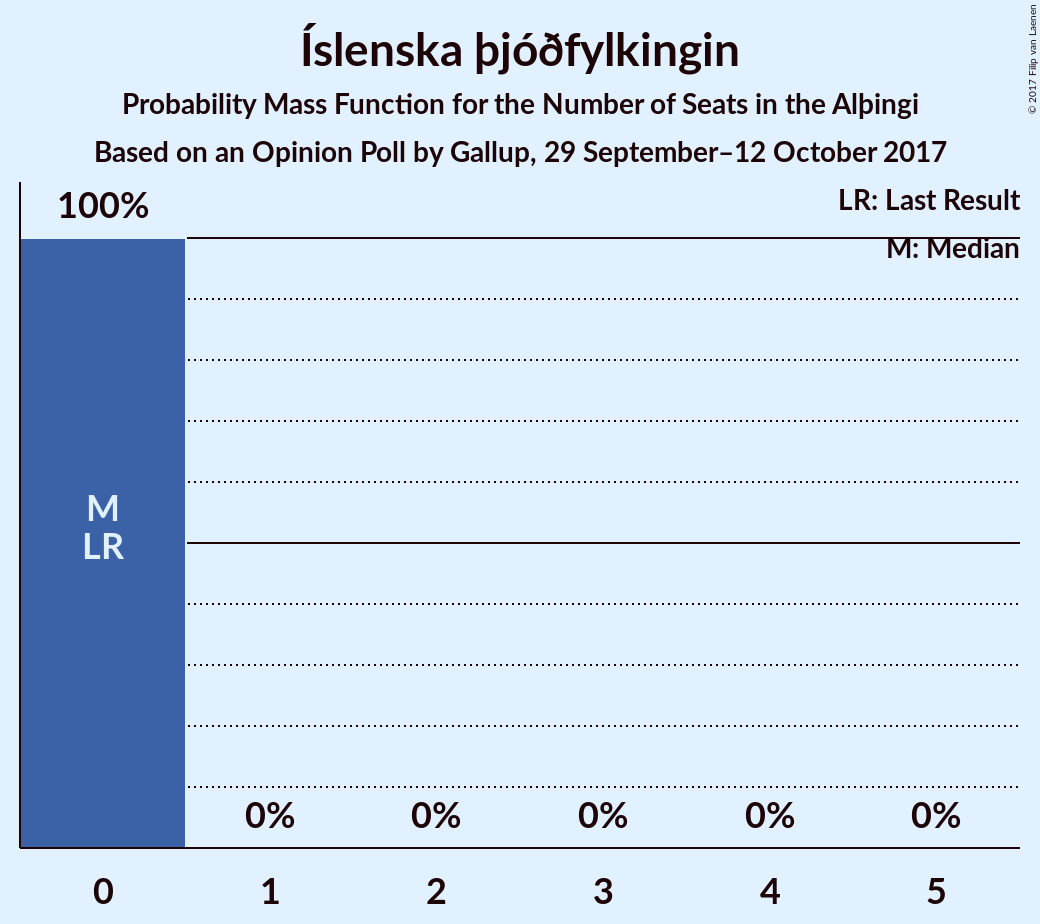 Íslenska þjóðfylkingin
Probability Mass Function for the Number of Seats in the Alþingi
Based on an Opinion Poll by Gallup, 29 September–12 October 2017
© 2017 Filip van Laenen
LR: Last Result
M: Median
100%
M
LR
0% 0% 0% 0% 0%
0 1 2 3 4 5